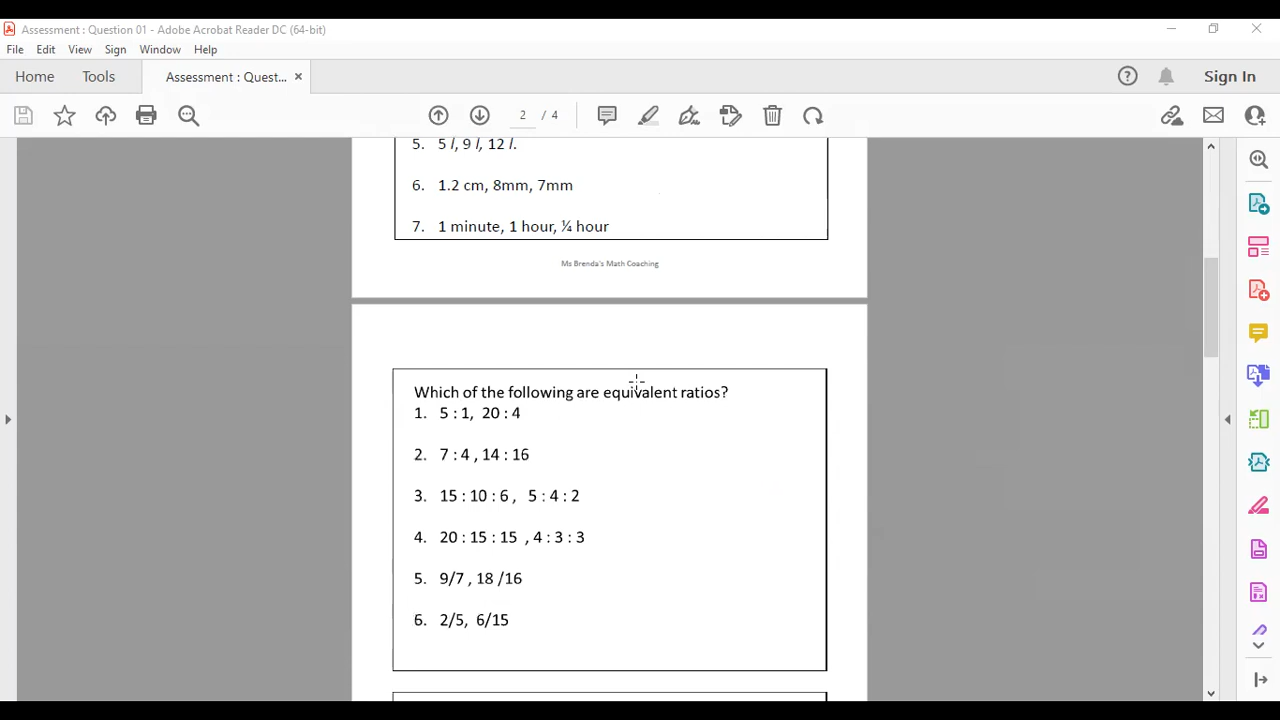 Assessment : Question 01 - Adobe Acrobat Reader DC (64-bit)
File Edit View Sign Window Help
Home Tools Assessment : Quest... × Sign In
2 / 4
5. 5 l, 9 l, 12 l.
6. 1.2 cm, 8mm, 7mm
7. 1 minute, 1 hour, ¼ hour
Ms Brenda's Math Coaching
Which of the following are equivalent ratios?
1. 5 : 1, 20 : 4
2. 7 : 4 , 14 : 16
3. 15 : 10 : 6 , 5 : 4 : 2
4. 20 : 15 : 15 , 4 : 3 : 3
5. 9/7 , 18 /16
6. 2/5, 6/15